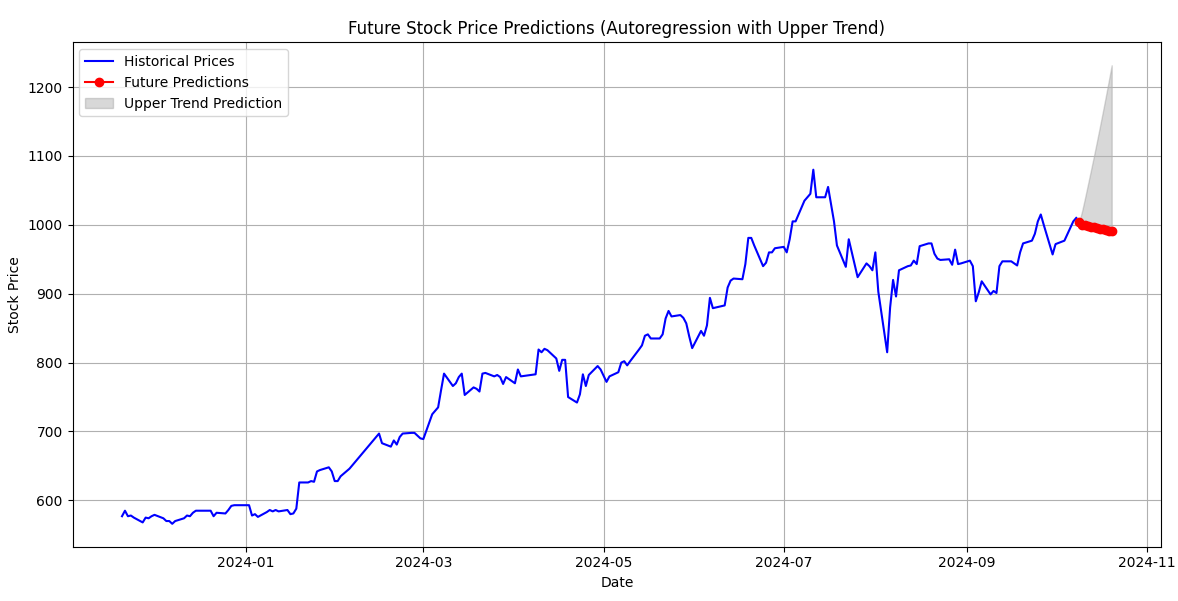 Future Stock Price Predictions (Autoregression with Upper Trend)
Historical Prices
Future Predictions
Upper Trend Prediction
Stock Price
1200
1100
1000
900
800
700
600
2024-01
2024-03
2024-05
2024-07
2024-09
2024-11
Date